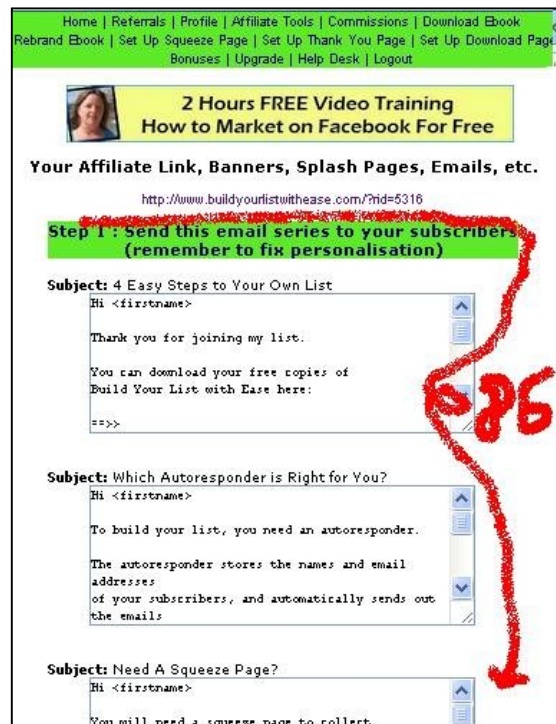 Home | Referrals | Profile | Affiliate Tools | Commissions | Download Ebook
Rebrand Ebook | Set Up Squeeze Page | Set Up Thank You Page | Set Up Download Page
Bonuses | Upgrade | Help Desk | Logout
2 Hours FREE Video Training
How to Market on Facebook For Free
Your Affiliate Link, Banners, Splash Pages, Emails, etc.
http://www.buildyourlistwithease.com/?rid=5316
Step 1 : Send this email series to your subscribers
(remember to fix personalisation)
Subject: 4 Easy Steps to Your Own List
Hi <firstname>
Thank you for joining my list.
You can download your free copies of
Build Your List with Ease here:
==>>
86
Subject: Which Autoresponder is Right for You?
Hi <firstname>
To build your list, you need an autoresponder.
The autoresponder stores the names and email
addresses
of your subscribers, and automatically sends out
the emails
Subject: Need A Squeeze Page?
Hi <firstname>
You will need a squeeze page to collect